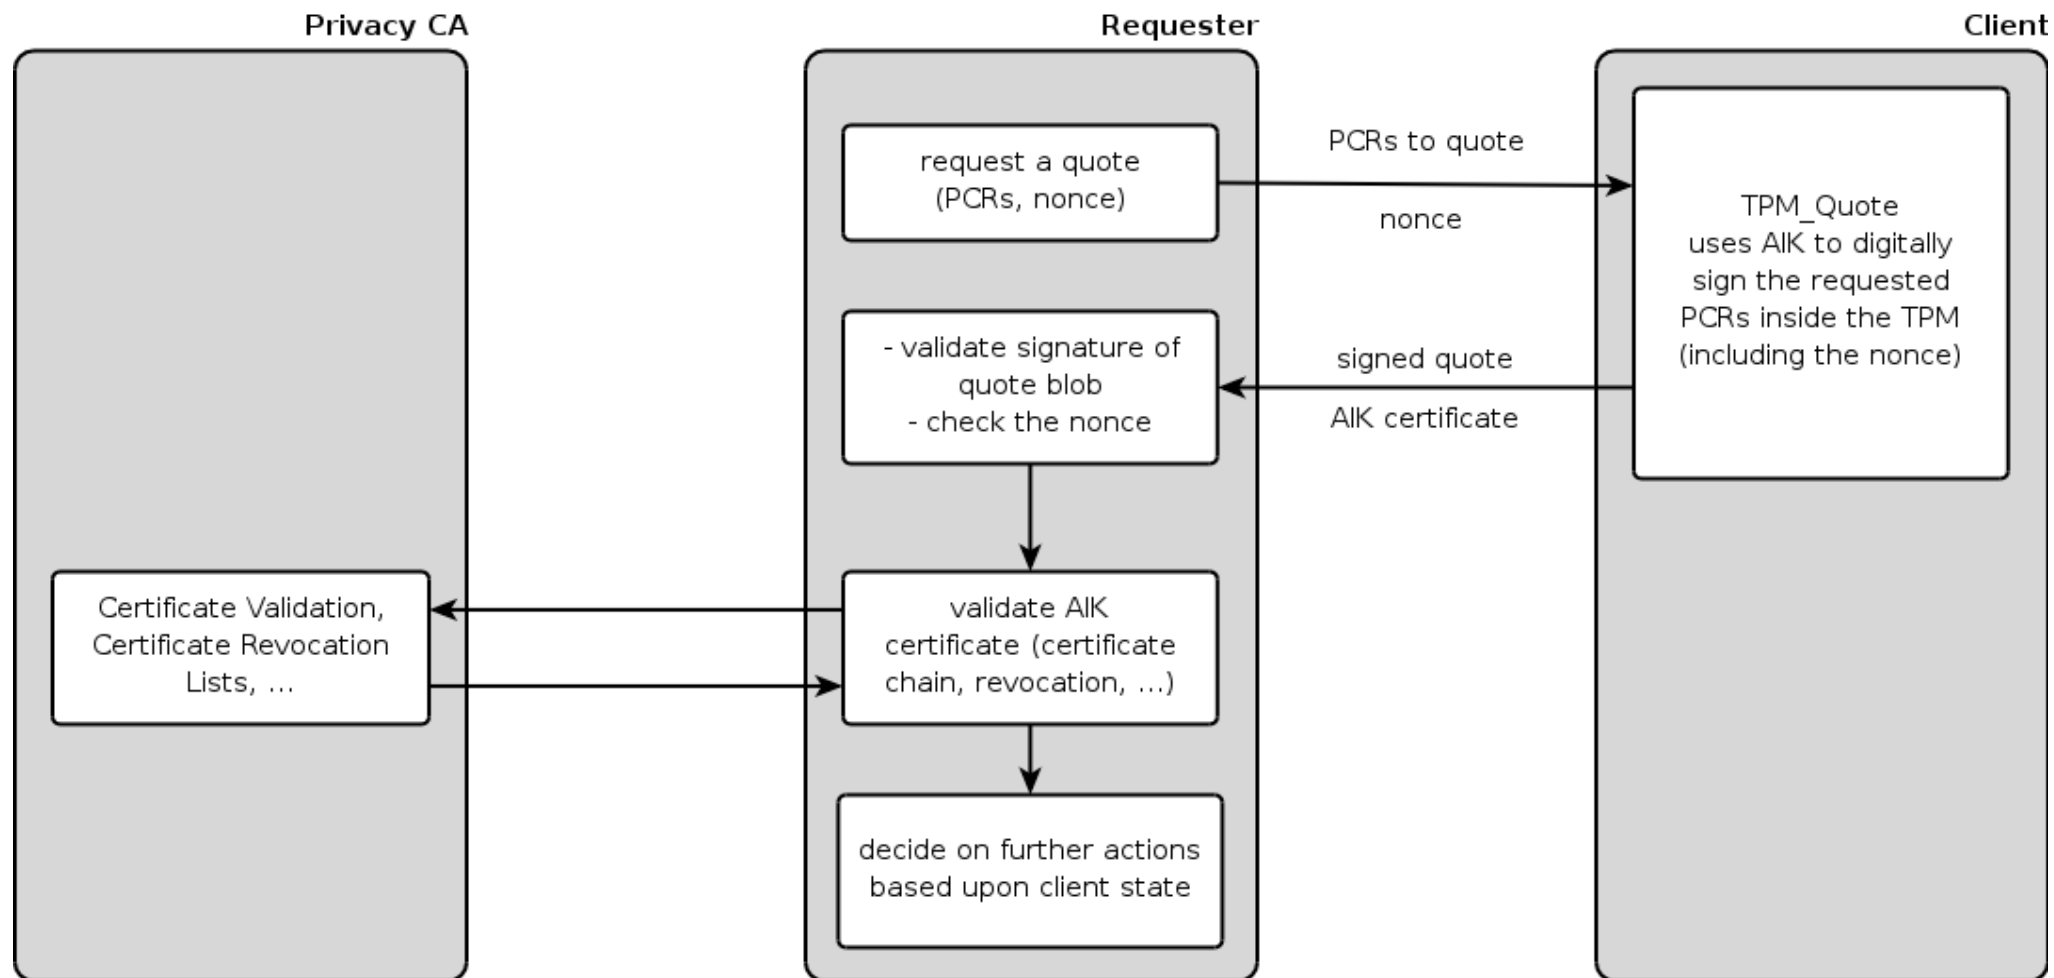 Privacy CA
Requester
Client
request a quote
(PCRs, nonce)
PCRs to quote
nonce
TPM_Quote
uses AIK to digitally
sign the requested
PCRs inside the TPM
(including the nonce)
- validate signature of
quote blob
- check the nonce
signed quote
AIK certificate
Certificate Validation,
Certificate Revocation
Lists, ...
validate AIK
certificate (certificate
chain, revocation, ...)
decide on further actions
based upon client state